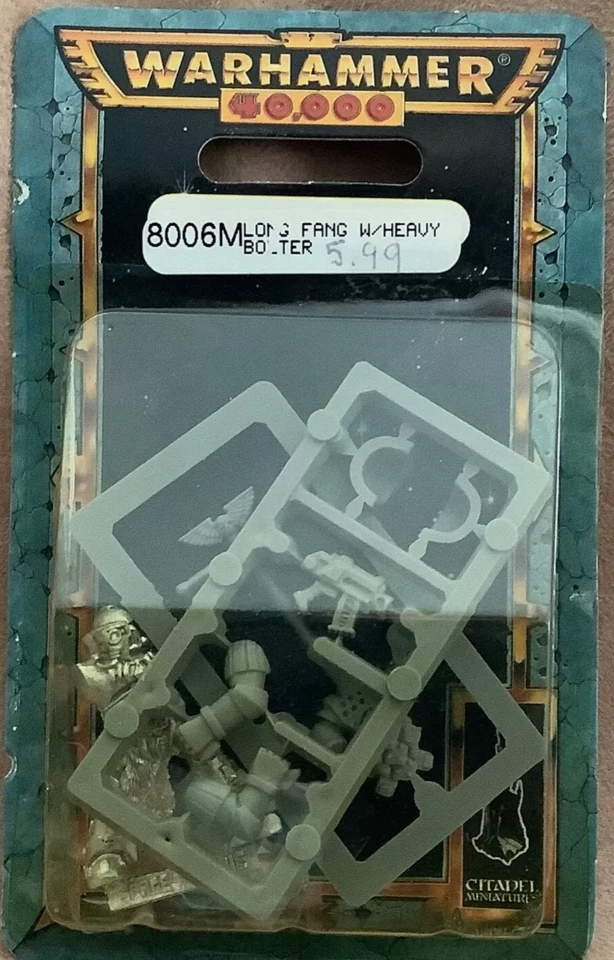 WARHAMMER®
40,000
8006M LONG FANG W/HEAVY
BOLTER 5.99
CITADEL
MINIATURES